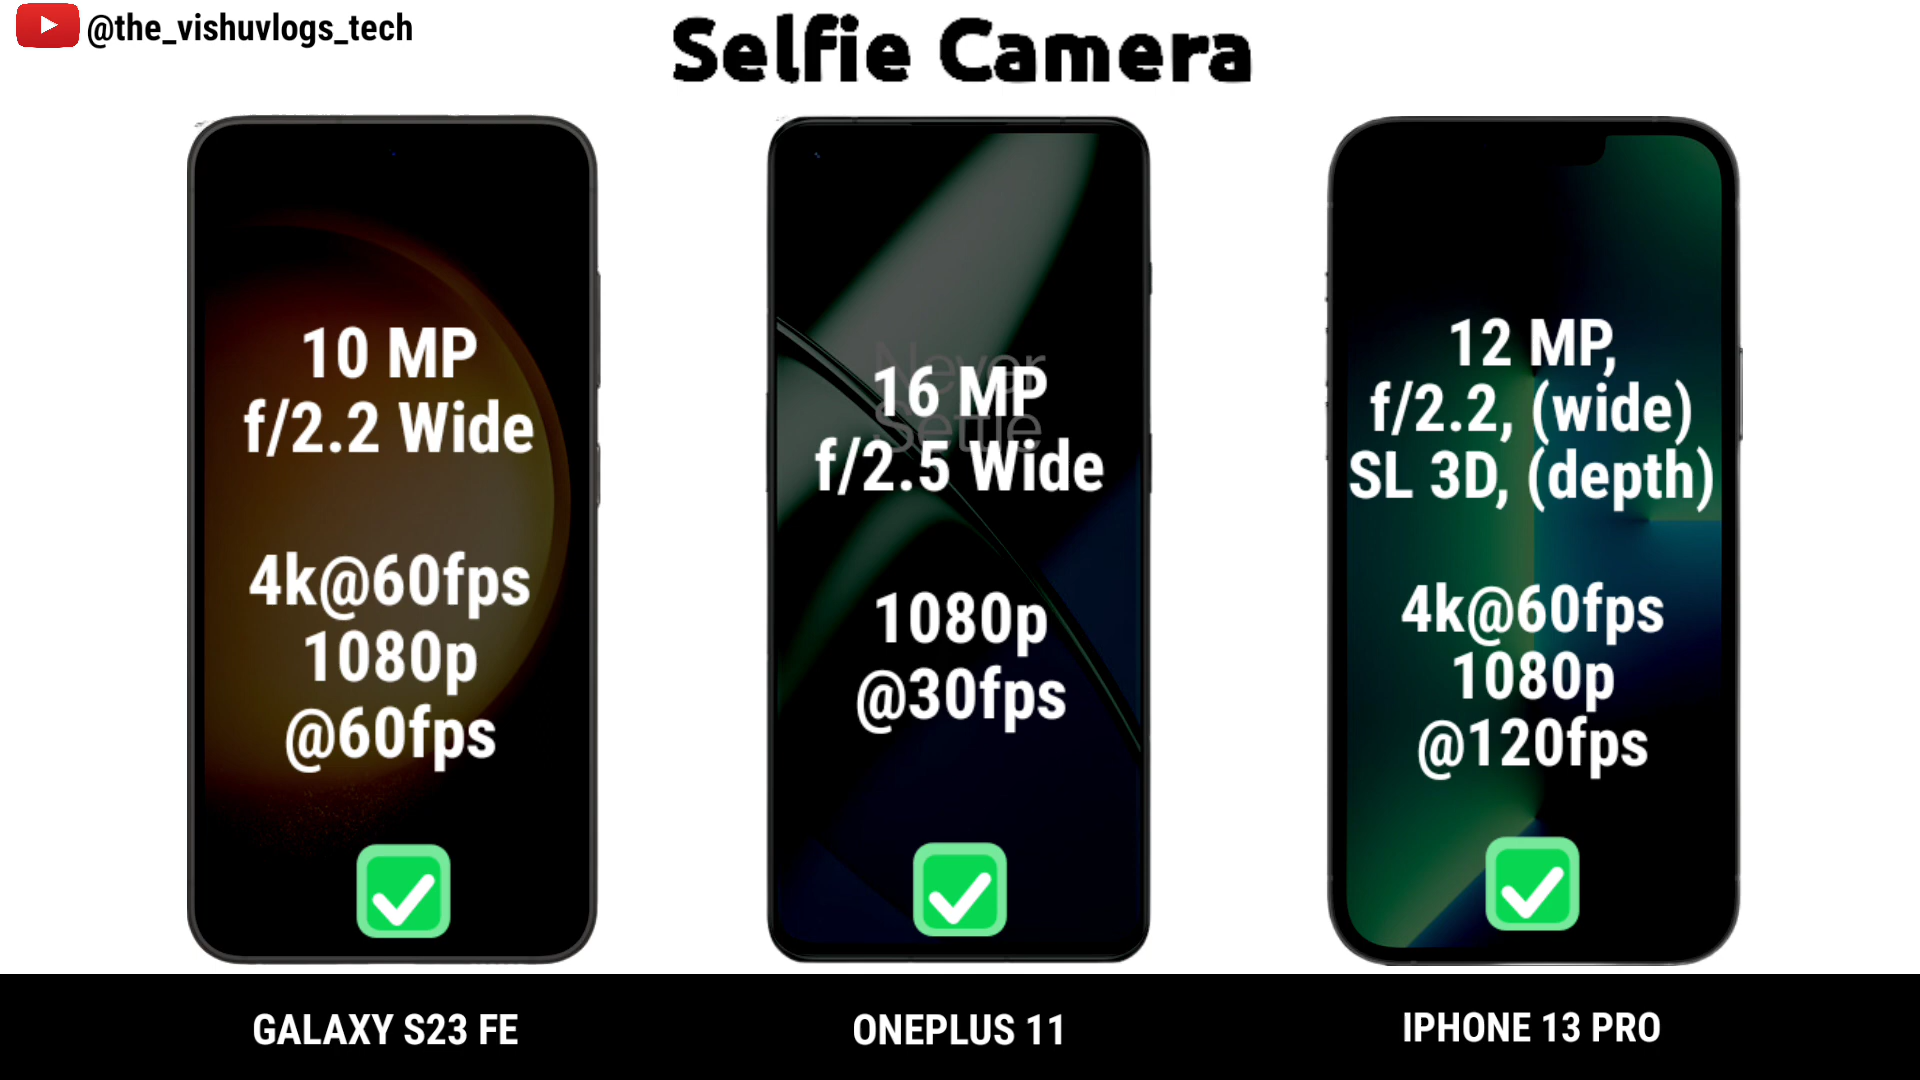 @the_vishuvlogs_tech
Selfie Camera
10 MP
f/2.2 Wide
4k@60fps
1080p
@60fps
Never
Settle
16 MP
f/2.5 Wide
1080p
@30fps
12 MP,
f/2.2, (wide)
SL 3D, (depth)
4k@60fps
1080p
@120fps
GALAXY S23 FE
ONEPLUS 11
IPHONE 13 PRO